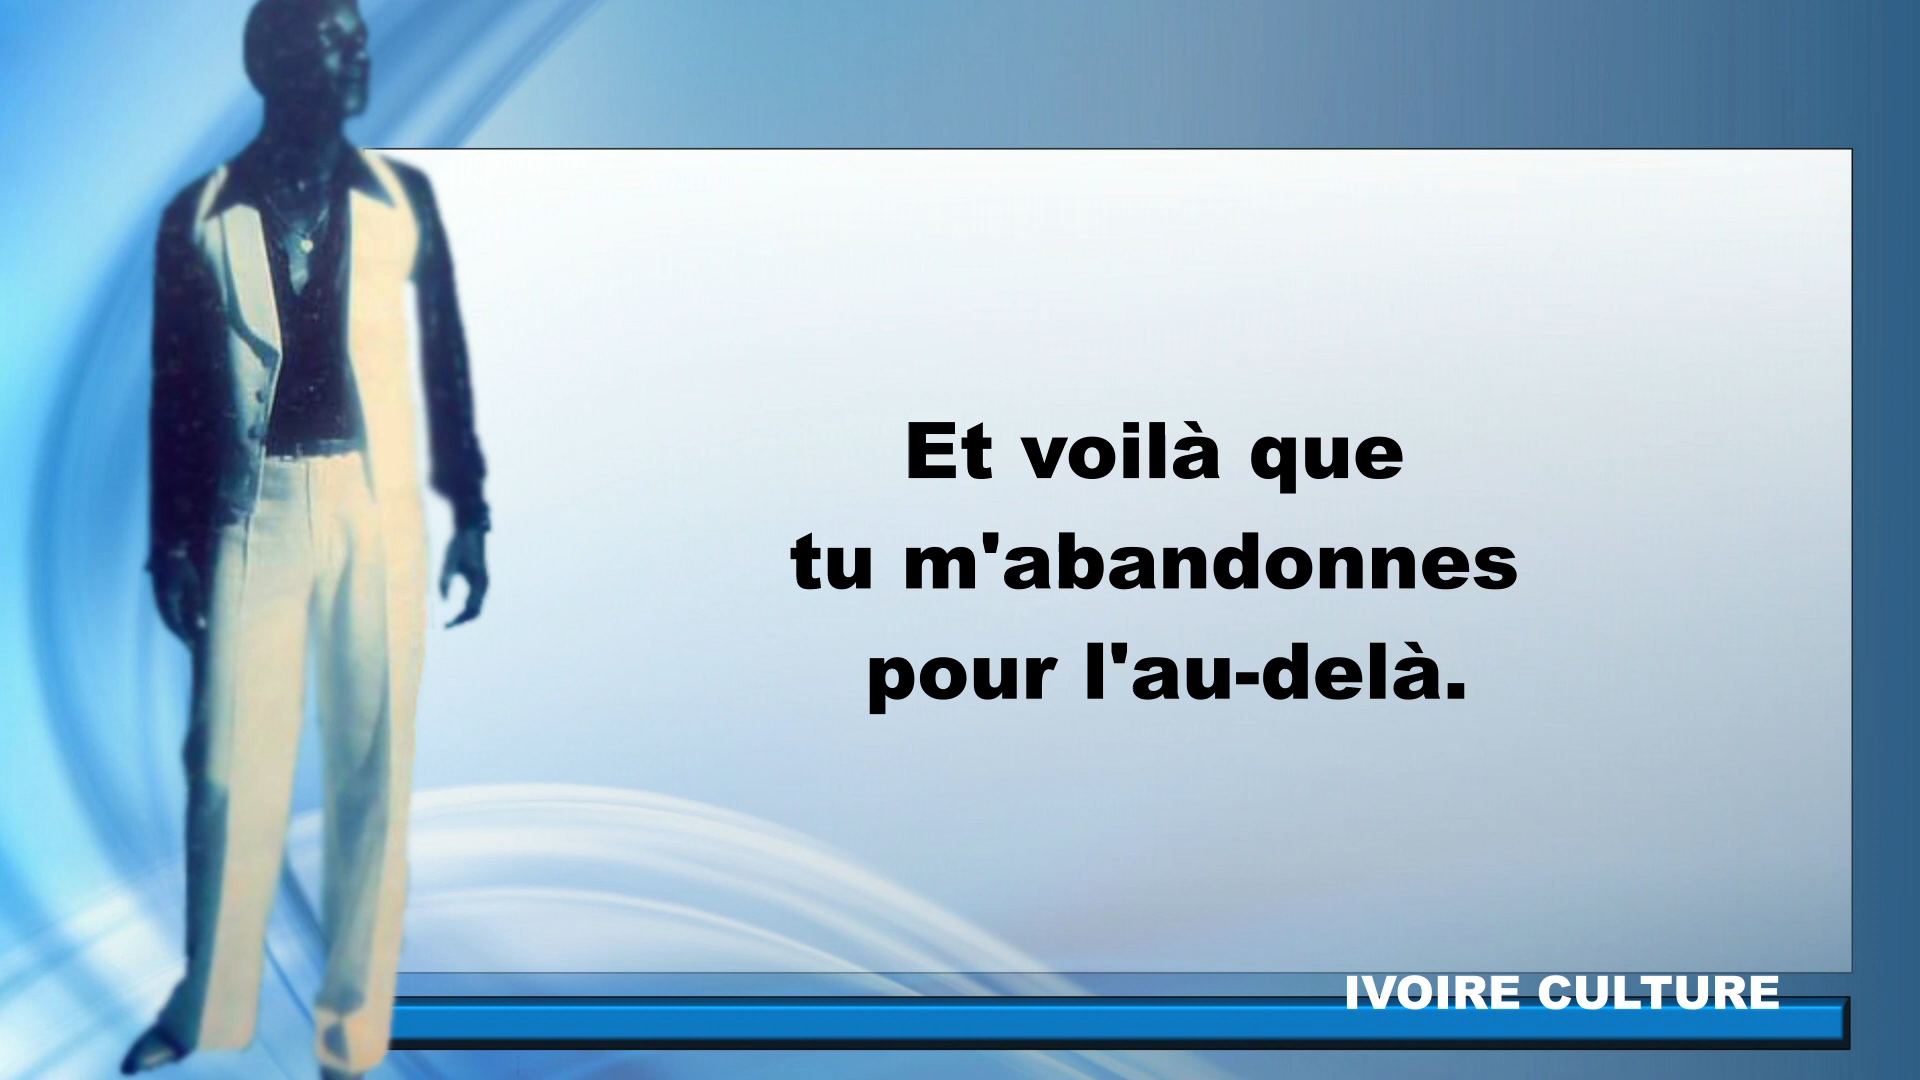 Et voilà que
tu m'abandonnes
pour l'au-delà.
IVOIRE CULTURE